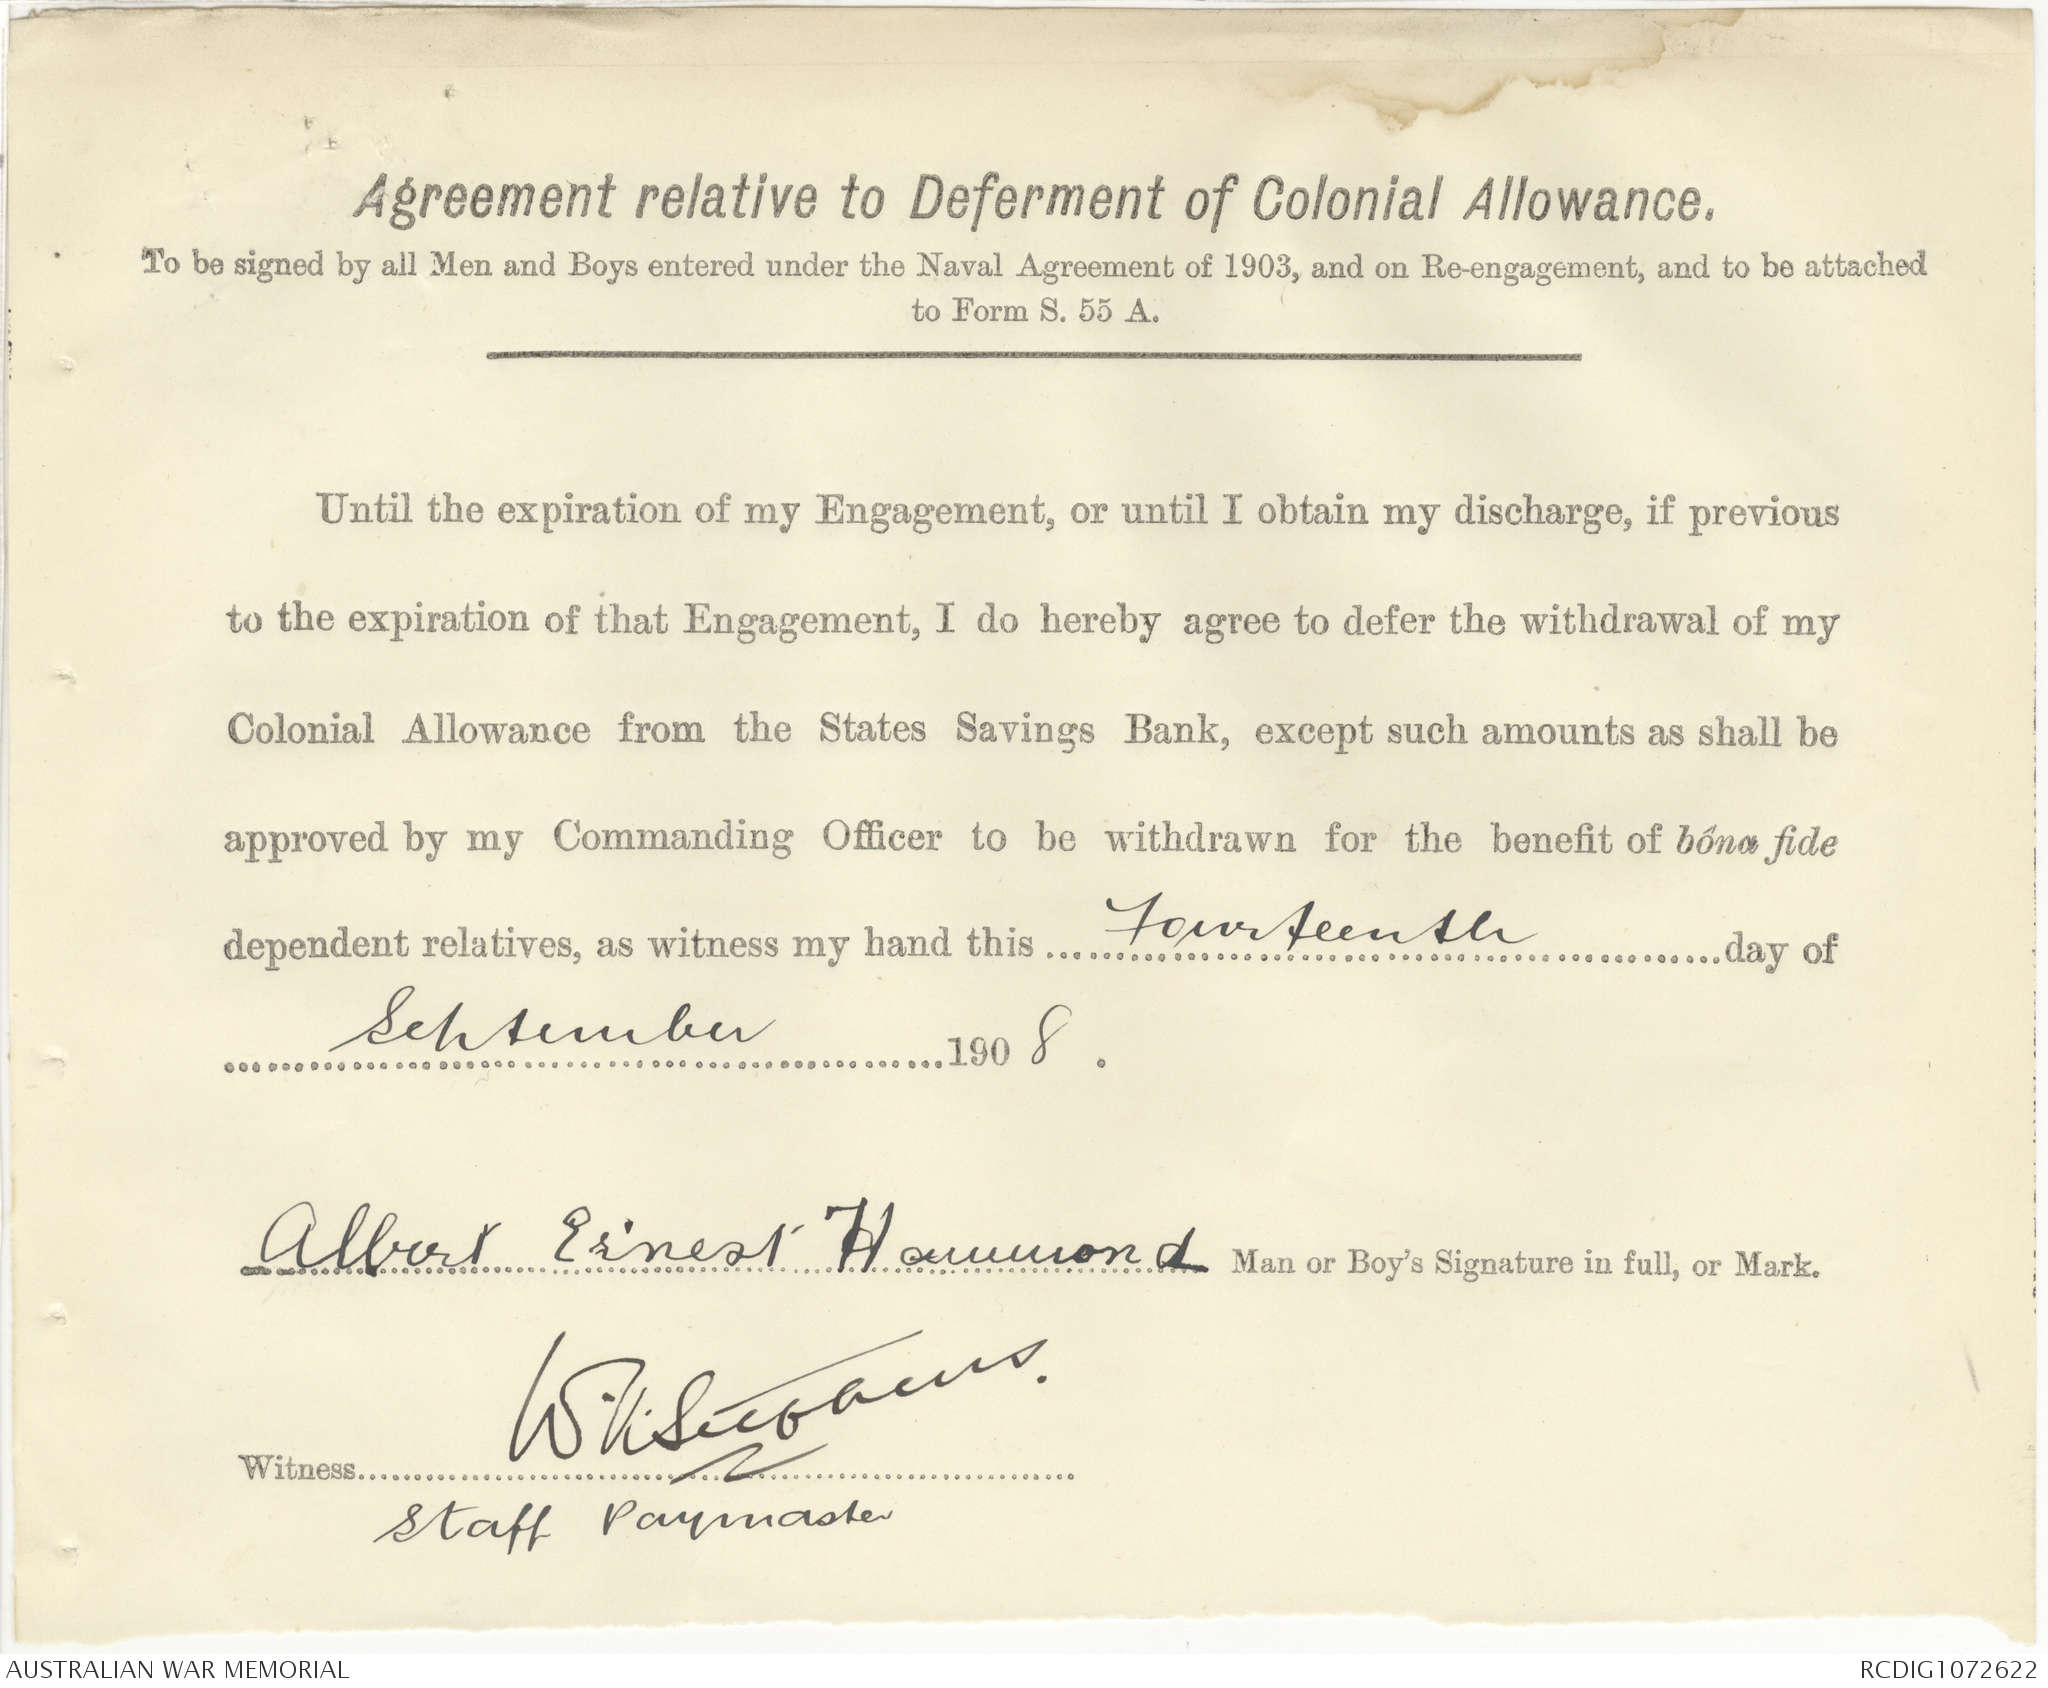 Agreement relative to Deferment of Colonial Allowance.
To be signed by all Men and Boys entered under the Naval Agreement of 1903, and on Re-engagement, and to be attached
to Form S. 55 A.
Until the expiration of my Engagement, or until I obtain my discharge, if previous
to the expiration of that Engagement, I do hereby agree to defer the withdrawal of my
Colonial Allowance from the States Savings Bank, except such amounts as shall be
approved by my Commanding Officer to be withdrawn for the benefit of bónâ fide
dependent relatives, as witness my hand this Fourteenth day of
September 1908.
Albert Ernest Hammond Man or Boy's Signature in full, or Mark.
Witness Stephens.
Staff Paymaster
AUSTRALIAN WAR MEMORIAL
RCDIG1072622